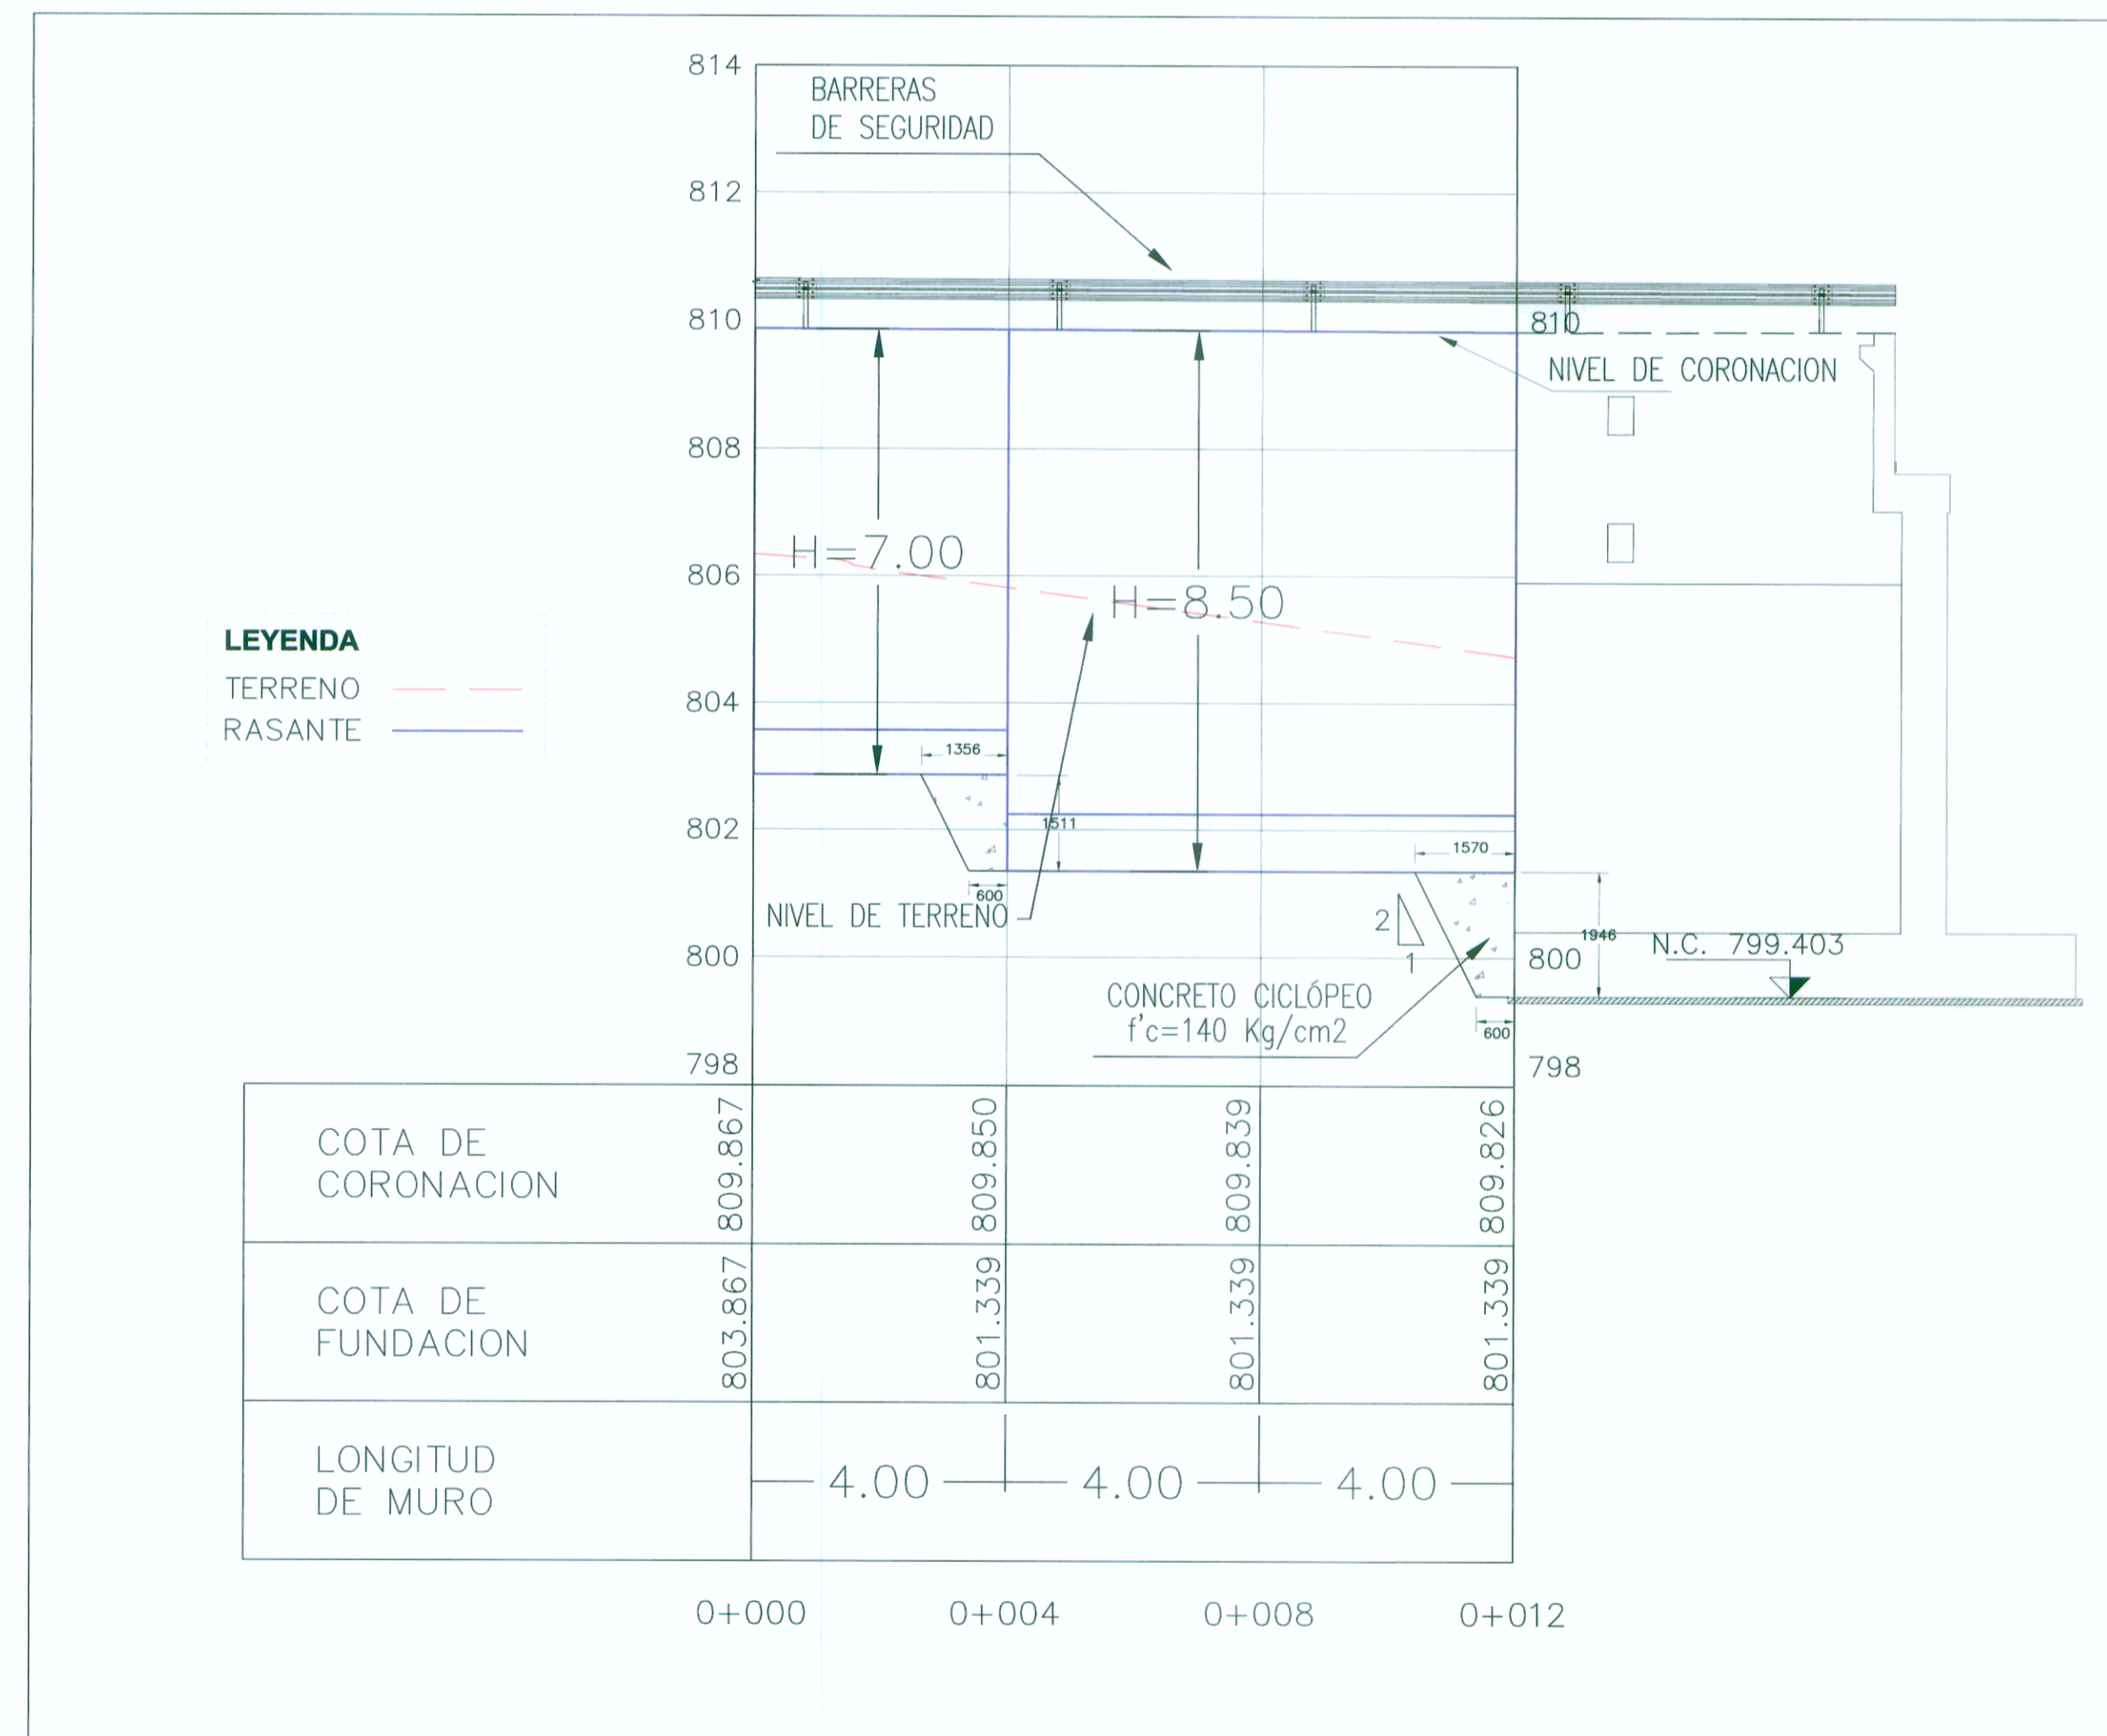 814
BARRERAS
DE SEGURIDAD
812
810
810
NIVEL DE CORONACION
808
H=7.00
806
H=8.50
LEYENDA
TERRENO
RASANTE
804
1356
802
1511
1570
600
NIVEL DE TERRENO
2
1
1946
N.C. 799.403
800
800
CONCRETO CICLÓPEO
f'c=140 Kg/cm2
600
798
798
COTA DE
CORONACION
809.867
809.850
809.839
809.826
COTA DE
FUNDACION
803.867
801.339
801.339
801.339
LONGITUD
DE MURO
4.00
4.00
4.00
0+000
0+004
0+008
0+012